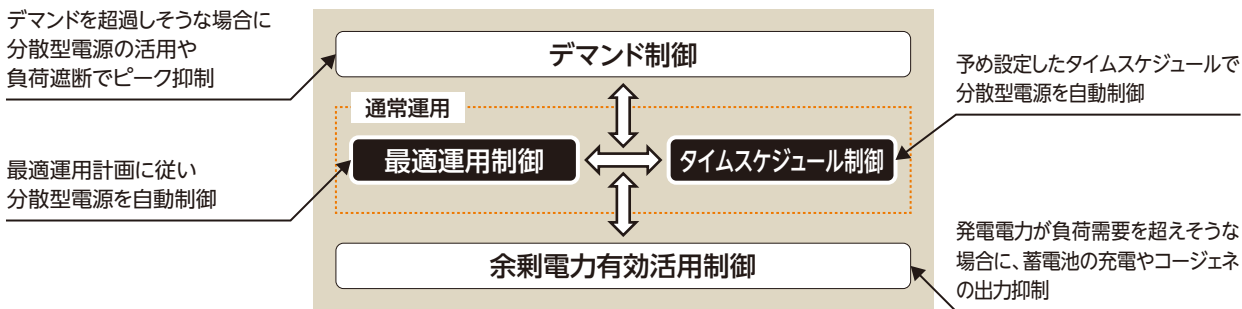 デマンドを超過しそうな場合に
分散型電源の活用や
負荷遮断でピーク抑制
デマンド制御
予め設定したタイムスケジュールで
分散型電源を自動制御
通常運用
最適運用制御
タイムスケジュール制御
最適運用計画に従い
分散型電源を自動制御
余剰電力有効活用制御
発電電力が負荷需要を超えそうな
場合に、蓄電池の充電やコージェネ
の出力抑制